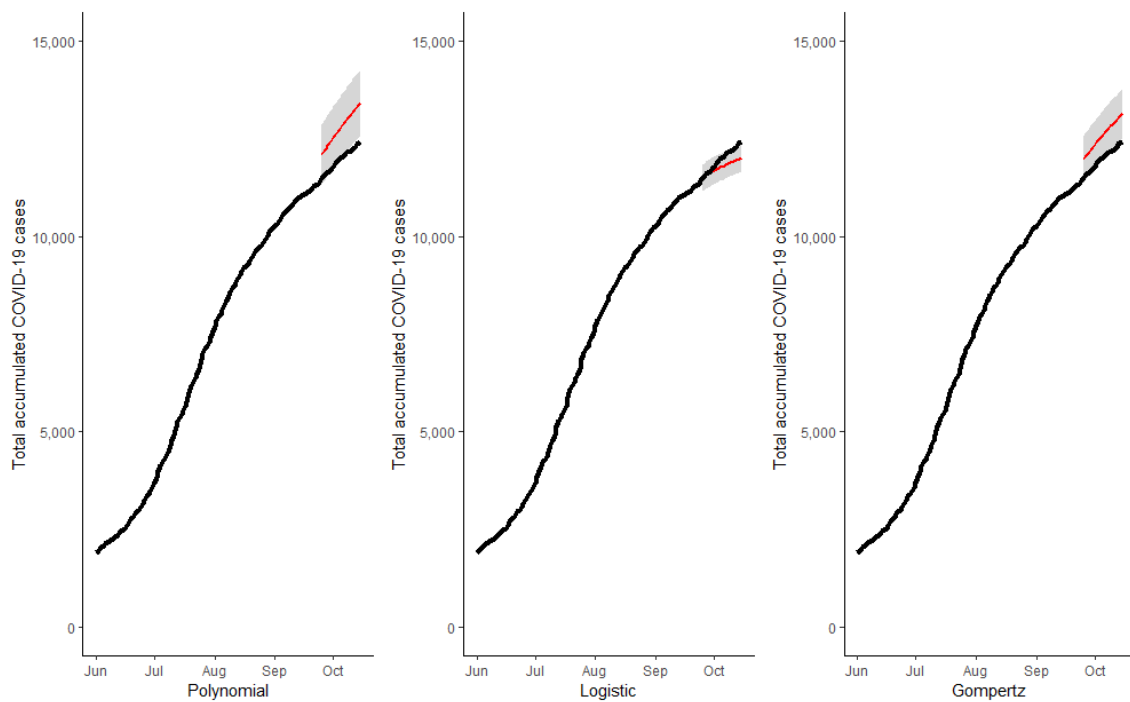 Total accumulated COVID-19 cases
15,000
10,000
5,000
0
Jun Jul Aug Sep Oct
Polynomial
Total accumulated COVID-19 cases
15,000
10,000
5,000
0
Jun Jul Aug Sep Oct
Logistic
Total accumulated COVID-19 cases
15,000
10,000
5,000
0
Jun Jul Aug Sep Oct
Gompertz